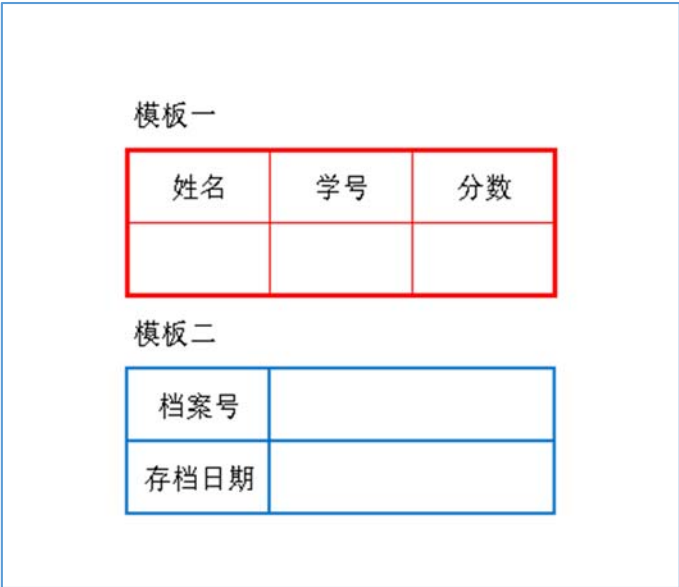 模板一
姓名 学号 分数
模板二
档案号
存档日期